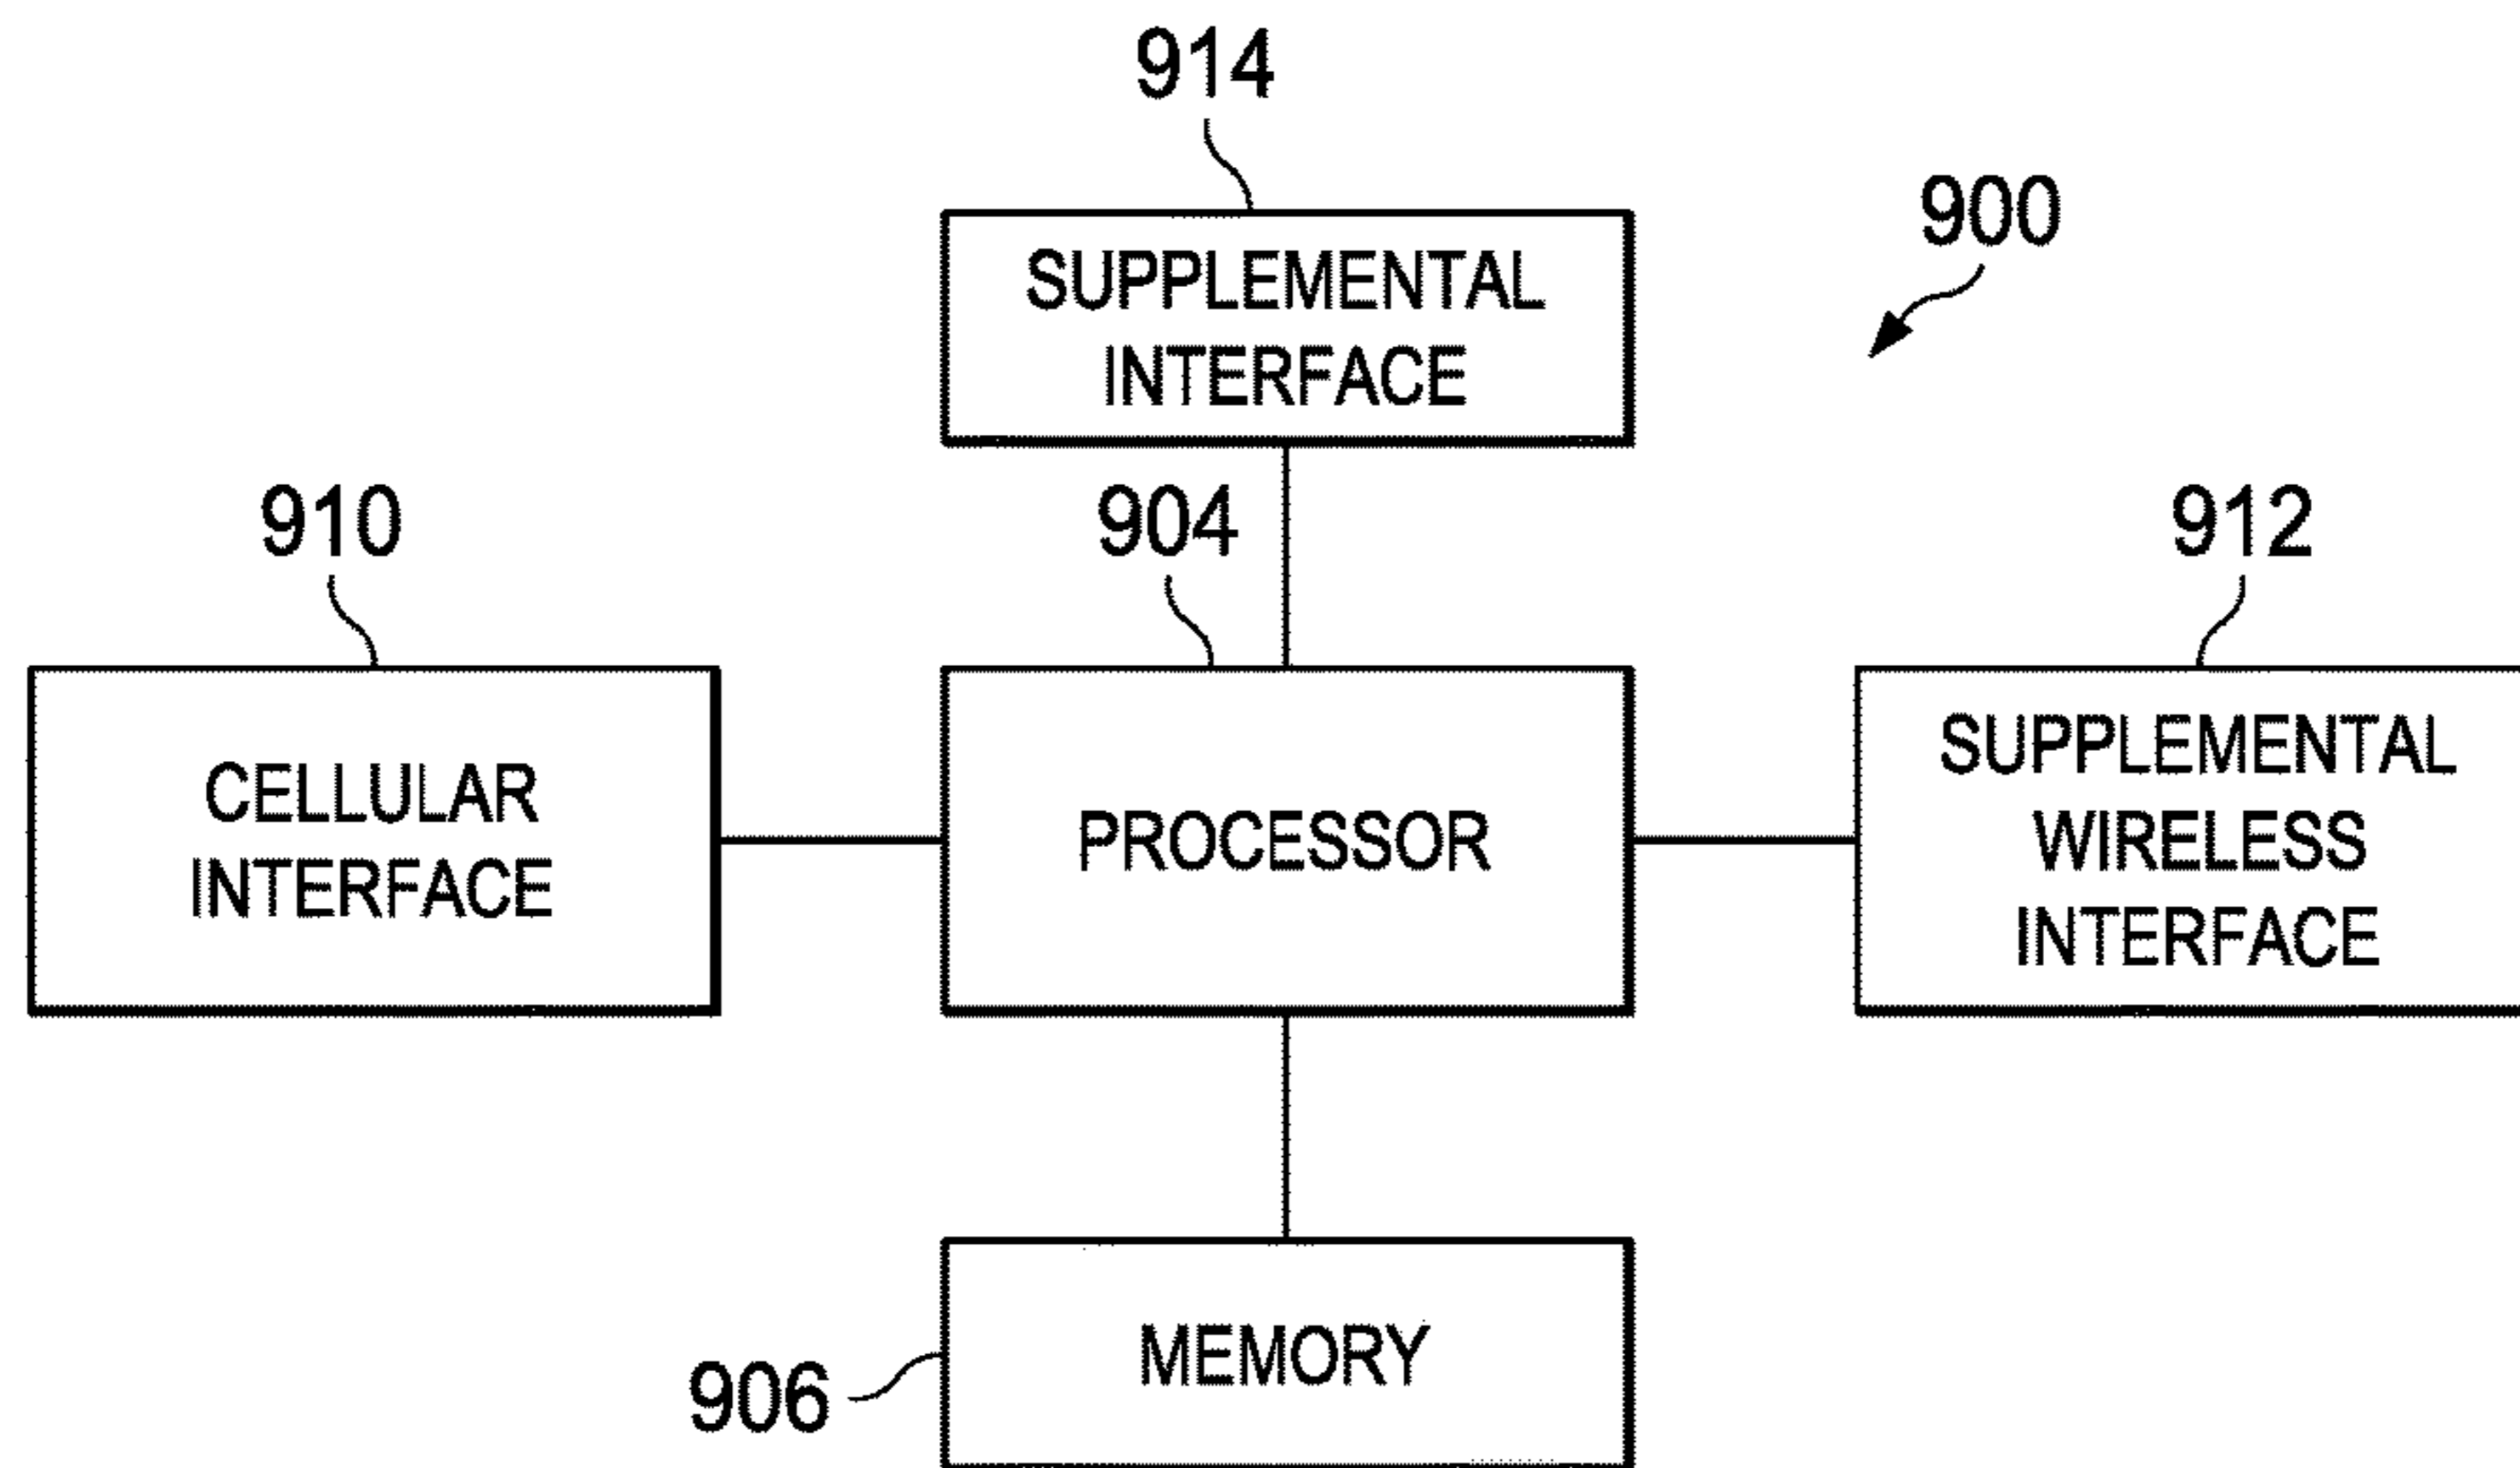 914
900
SUPPLEMENTAL
INTERFACE
910
904
912
CELLULAR
INTERFACE
PROCESSOR
SUPPLEMENTAL
WIRELESS
INTERFACE
MEMORY
906